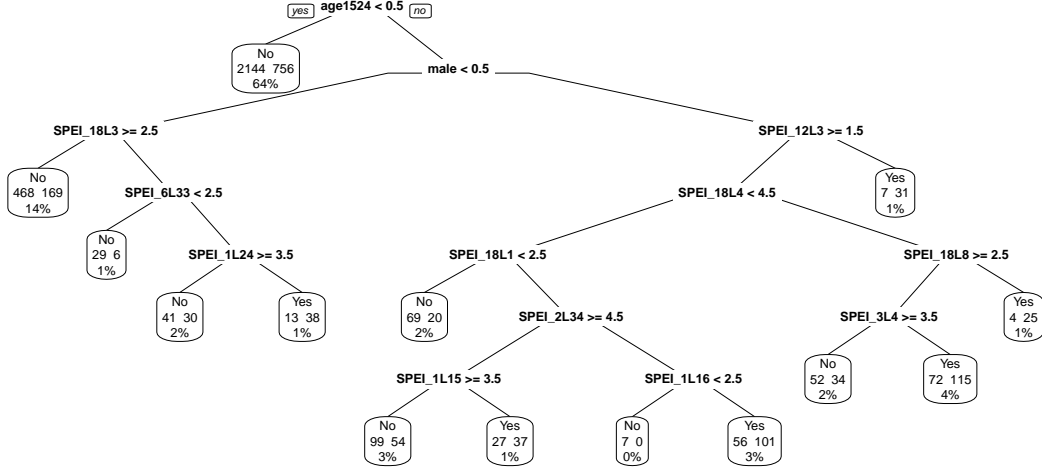 yes age1524 < 0.5 no
No
2144 756
64%
male < 0.5
SPEI_18L3 >= 2.5
SPEI_12L3 >= 1.5
No
468 169
14%
SPEI_6L33 < 2.5
SPEI_18L4 < 4.5
Yes
7 31
1%
No
29 6
1%
SPEI_1L24 >= 3.5
SPEI_18L1 < 2.5
SPEI_18L8 >= 2.5
No
41 30
2%
Yes
13 38
1%
No
69 20
2%
SPEI_2L34 >= 4.5
SPEI_3L4 >= 3.5
Yes
4 25
1%
SPEI_1L15 >= 3.5
SPEI_1L16 < 2.5
No
52 34
2%
Yes
72 115
4%
No
99 54
3%
Yes
27 37
1%
No
7 0
0%
Yes
56 101
3%